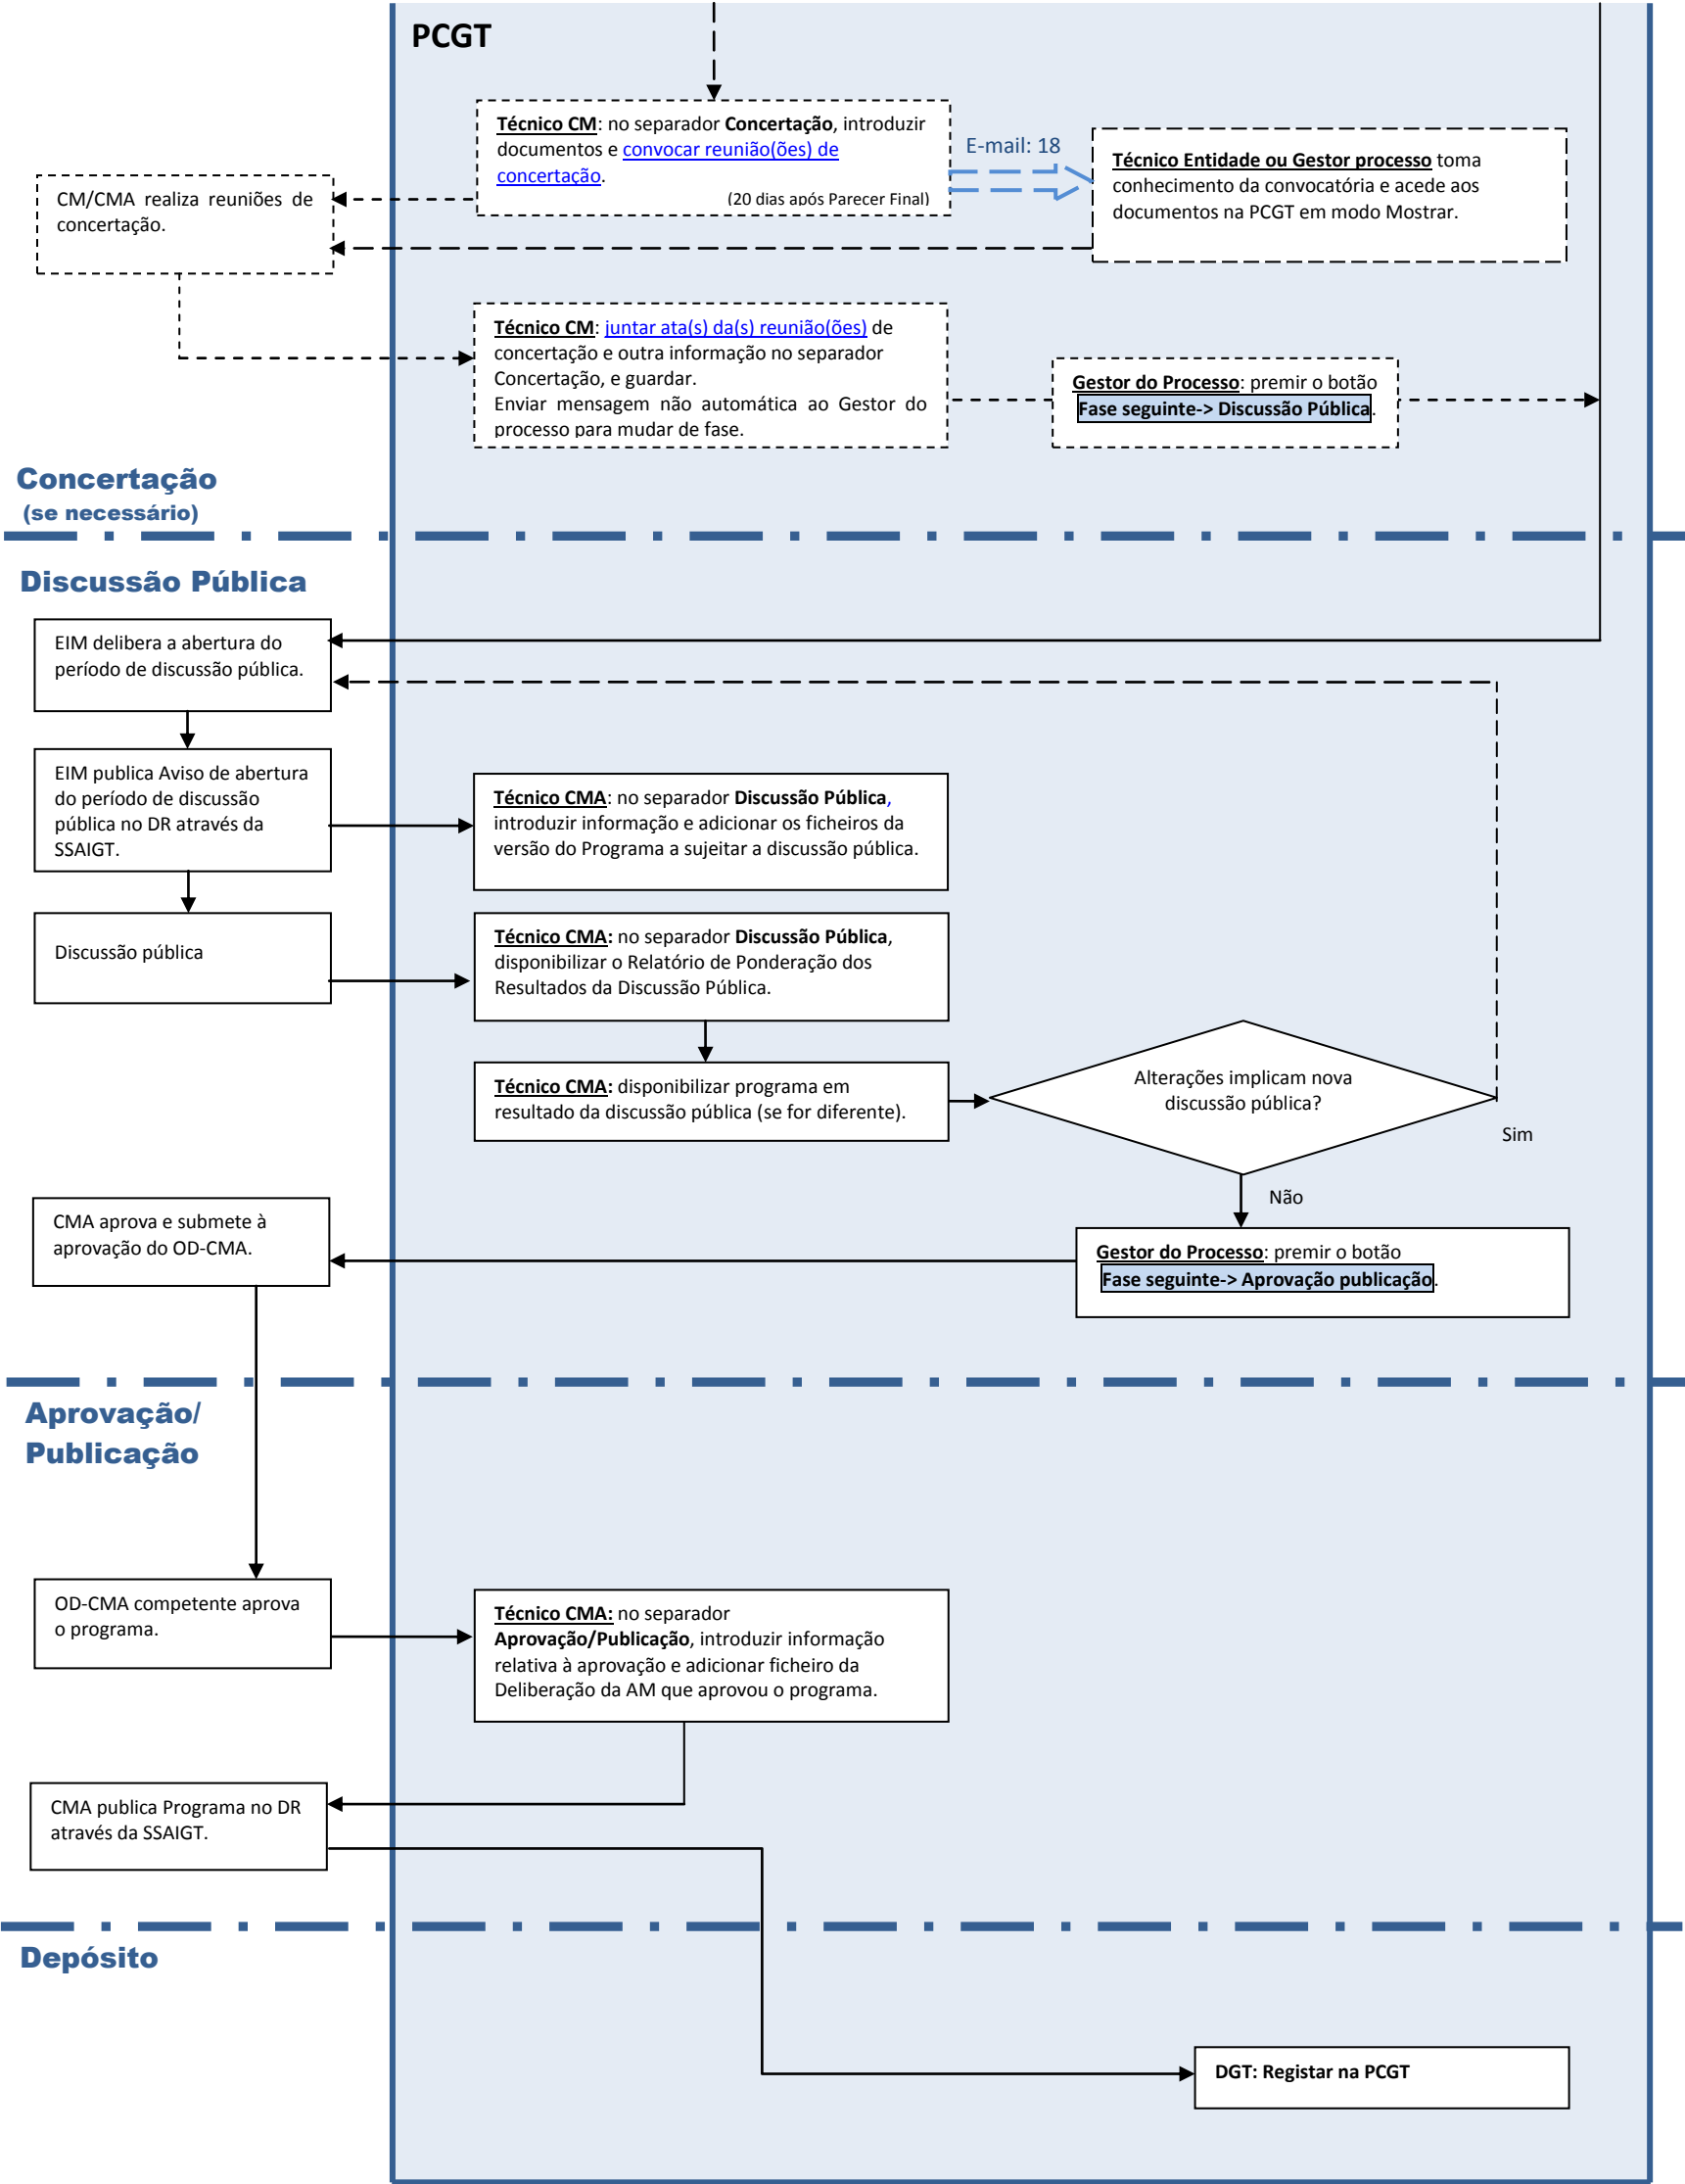 PCGT
Técnico CM: no separador Concertação, introduzir
documentos e convocar reunião(ões) de
concertação.
(20 dias após Parecer Final)
E-mail: 18
Técnico Entidade ou Gestor processo toma
conhecimento da convocatória e acede aos
documentos na PCGT em modo Mostrar.
CM/CMA realiza reuniões de
concertação.
Técnico CM: juntar ata(s) da(s) reunião(ões) de
concertação e outra informação no separador
Concertação, e guardar.
Enviar mensagem não automática ao Gestor do
processo para mudar de fase.
Gestor do Processo: premir o botão
Fase seguinte-> Discussão Pública.
Concertação
(se necessário)
Discussão Pública
EIM delibera a abertura do
período de discussão pública.
EIM publica Aviso de abertura
do período de discussão
pública no DR através da
SSAIGT.
Técnico CMA: no separador Discussão Pública,
introduzir informação e adicionar os ficheiros da
versão do Programa a sujeitar a discussão pública.
Discussão pública
Técnico CMA: no separador Discussão Pública,
disponibilizar o Relatório de Ponderação dos
Resultados da Discussão Pública.
Técnico CMA: disponibilizar programa em
resultado da discussão pública (se for diferente).
Alterações implicam nova
discussão pública?
Sim
Não
CMA aprova e submete à
aprovação do OD-CMA.
Gestor do Processo: premir o botão
Fase seguinte-> Aprovação publicação.
Aprovação/
Publicação
OD-CMA competente aprova
o programa.
Técnico CMA: no separador
Aprovação/Publicação, introduzir informação
relativa à aprovação e adicionar ficheiro da
Deliberação da AM que aprovou o programa.
CMA publica Programa no DR
através da SSAIGT.
Depósito
DGT: Registar na PCGT